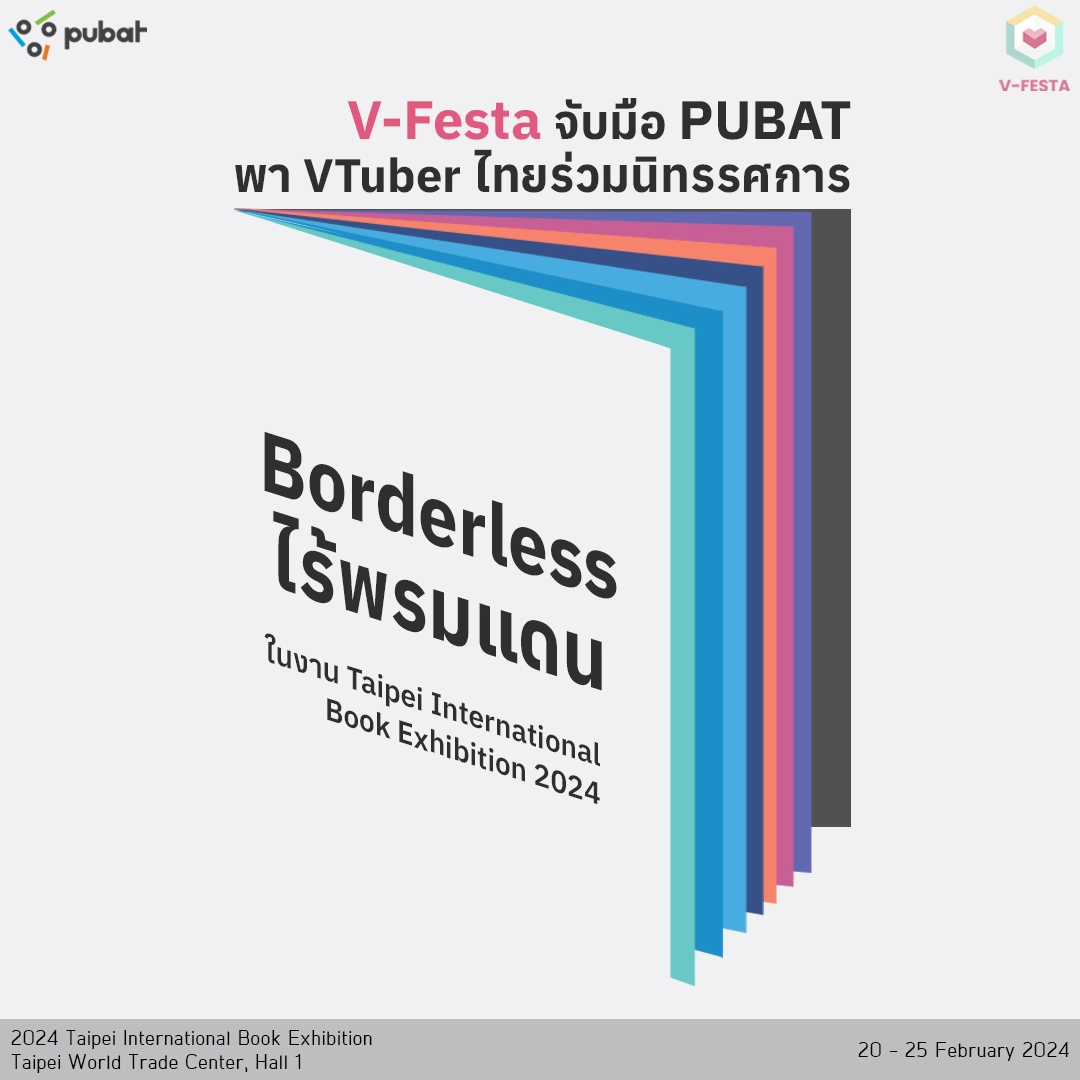 pubat
V-FESTA
V-Festa จับมือ PUBAT
พา VTuber ไทยร่วมนิทรรศการ
Borderless
ไร้พรมแดน
ในงาน Taipei International
Book Exhibition 2024
2024 Taipei International Book Exhibition
Taipei World Trade Center, Hall 1
20 - 25 February 2024